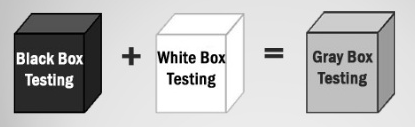 Black Box
Testing
+
White Box
Testing
=
Gray Box
Testing